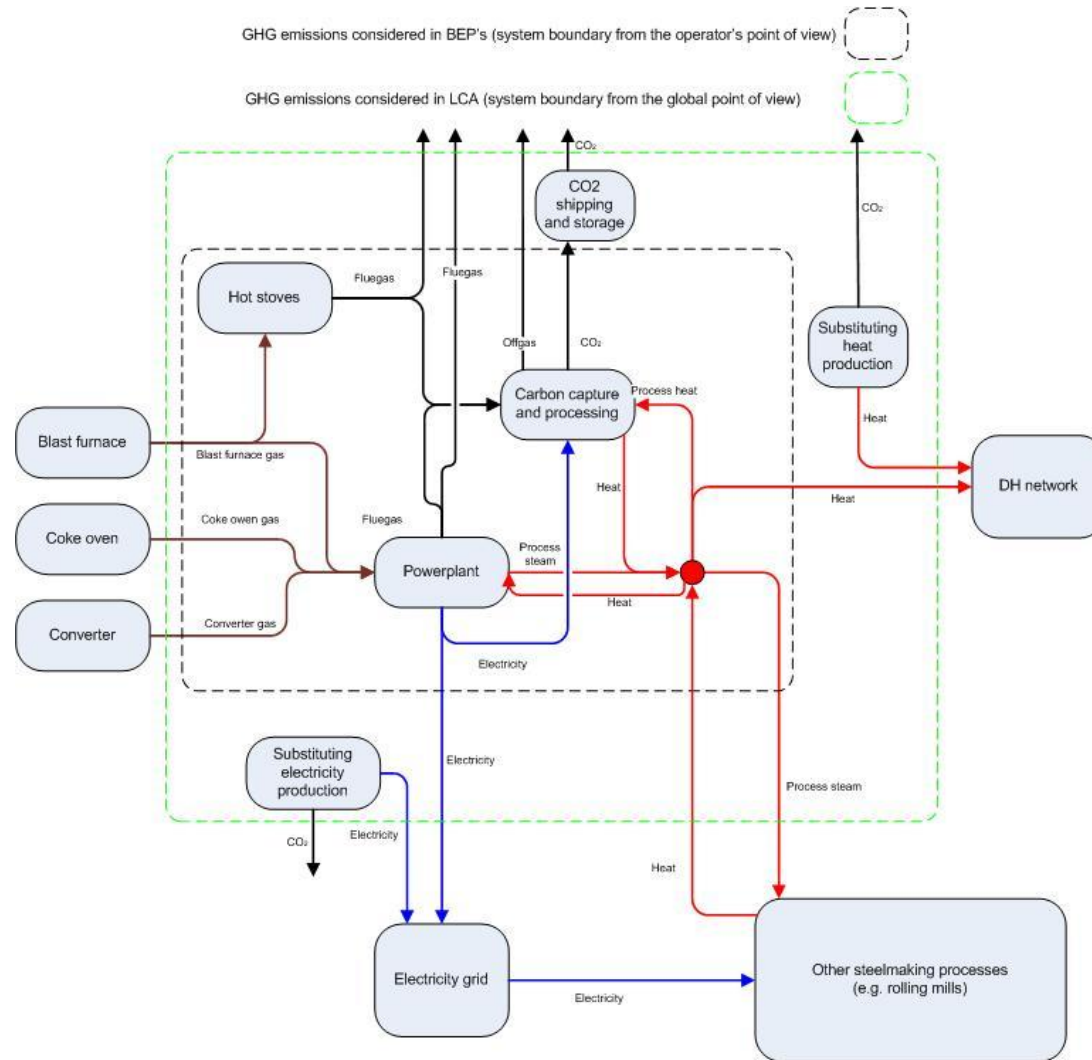 GHG emissions considered in BEP's (system boundary from the operator's point of view)
GHG emissions considered in LCA (system boundary from the global point of view)
CO₂
CO2
shipping
and storage
CO₂
Fluegas
Fluegas
Hot stoves
Substituting
heat
production
Offgas
CO₂
Carbon capture
and processing
Process heat
Heat
Blast furnace
Blast furnace gas
Heat
Heat
DH network
Coke owen gas
Fluegas
Coke oven
Powerplant
Process
steam
Heat
Converter
Converter gas
Electricity
Substituting
electricity
production
Electricity
Process steam
CO₂
Electricity
Heat
Electricity grid
Electricity
Other steelmaking processes
(e.g. rolling mills)